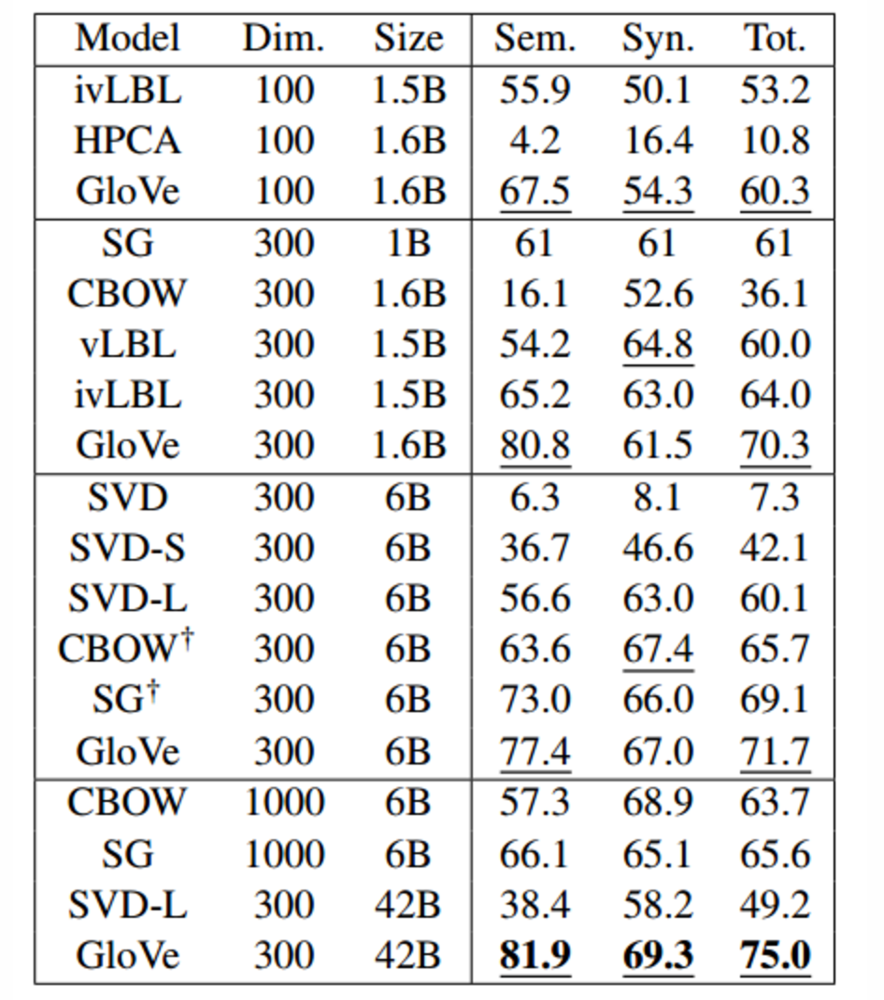 Model Dim. Size Sem. Syn. Tot.
ivLBL 100 1.5B 55.9 50.1 53.2
HPCA 100 1.6B 4.2 16.4 10.8
GloVe 100 1.6B 67.5 54.3 60.3
SG 300 1B 61 61 61
CBOW 300 1.6B 16.1 52.6 36.1
vLBL 300 1.5B 54.2 64.8 60.0
ivLBL 300 1.5B 65.2 63.0 64.0
GloVe 300 1.6B 80.8 61.5 70.3
SVD 300 6B 6.3 8.1 7.3
SVD-S 300 6B 36.7 46.6 42.1
SVD-L 300 6B 56.6 63.0 60.1
CBOW† 300 6B 63.6 67.4 65.7
SG† 300 6B 73.0 66.0 69.1
GloVe 300 6B 77.4 67.0 71.7
CBOW 1000 6B 57.3 68.9 63.7
SG 1000 6B 66.1 65.1 65.6
SVD-L 300 42B 38.4 58.2 49.2
GloVe 300 42B 81.9 69.3 75.0